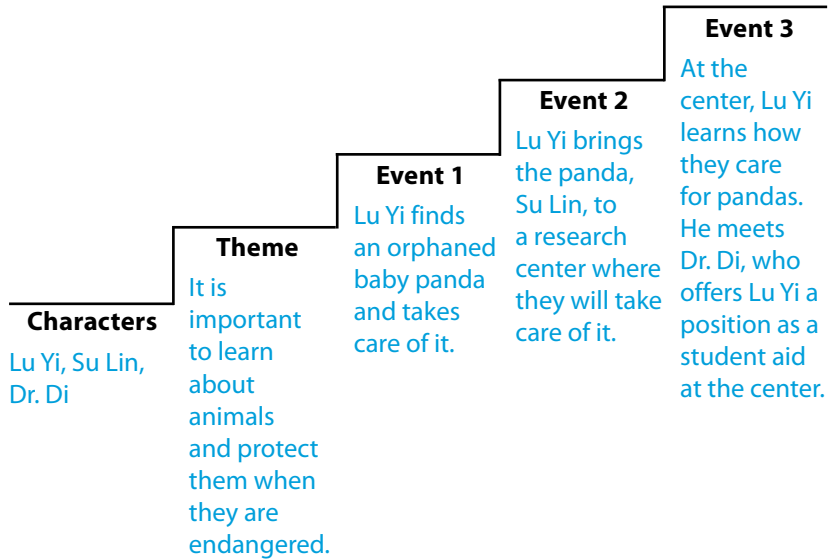 Characters
Lu Yi, Su Lin,
Dr. Di
Theme
It is
important
to learn
about
animals
and protect
them when
they are
endangered.
Event 1
Lu Yi finds
an orphaned
baby panda
and takes
care of it.
Event 2
Lu Yi brings
the panda,
Su Lin, to
a research
center where
they will take
care of it.
Event 3
At the
center, Lu Yi
learns how
they care
for pandas.
He meets
Dr. Di, who
offers Lu Yi a
position as a
student aid
at the center.